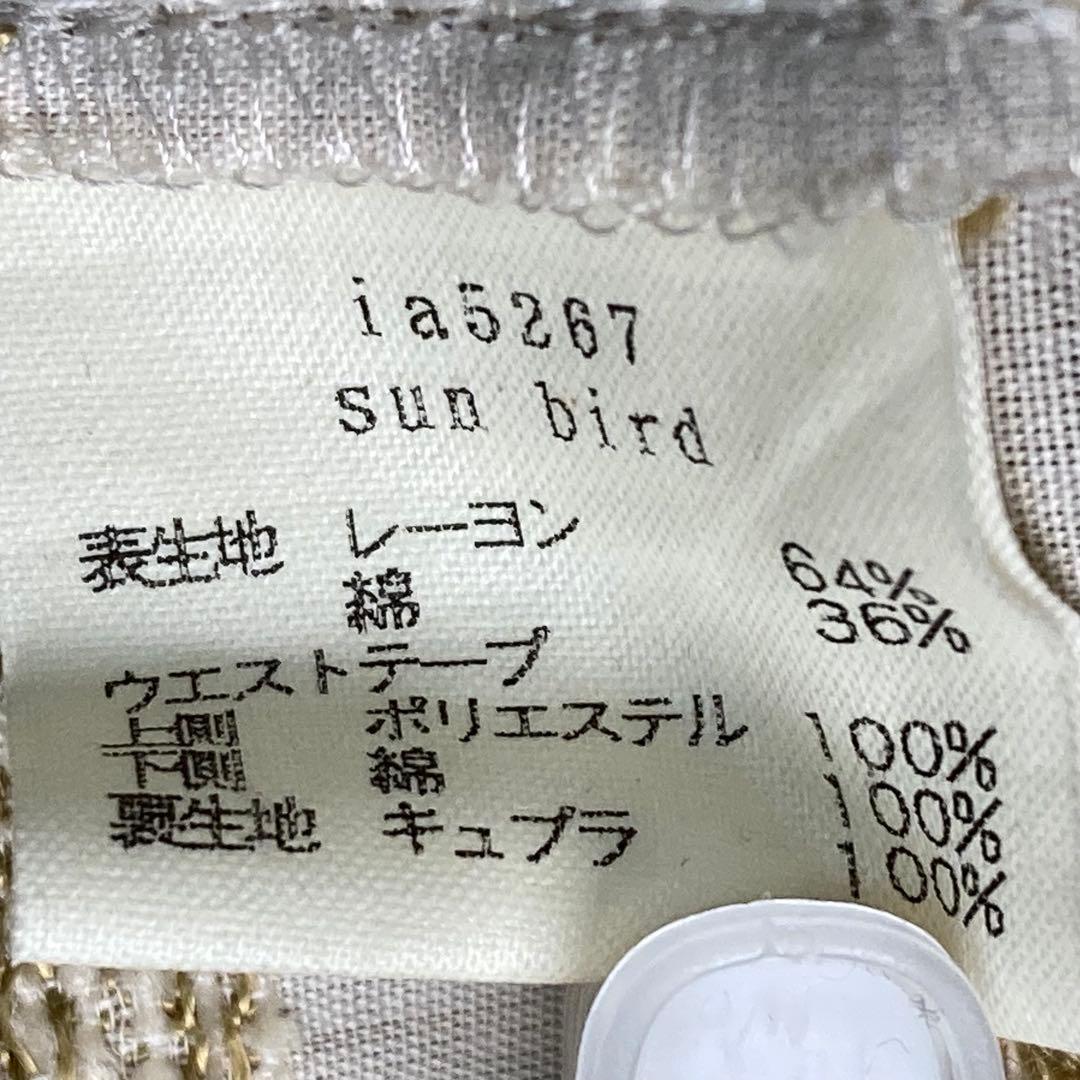 ia5267
sun bird
表生地 レーヨン 64%
綿 36%
ウエストテープ
上側 ポリエステル 100%
下側 綿 100%
裏生地 キュプラ 100%